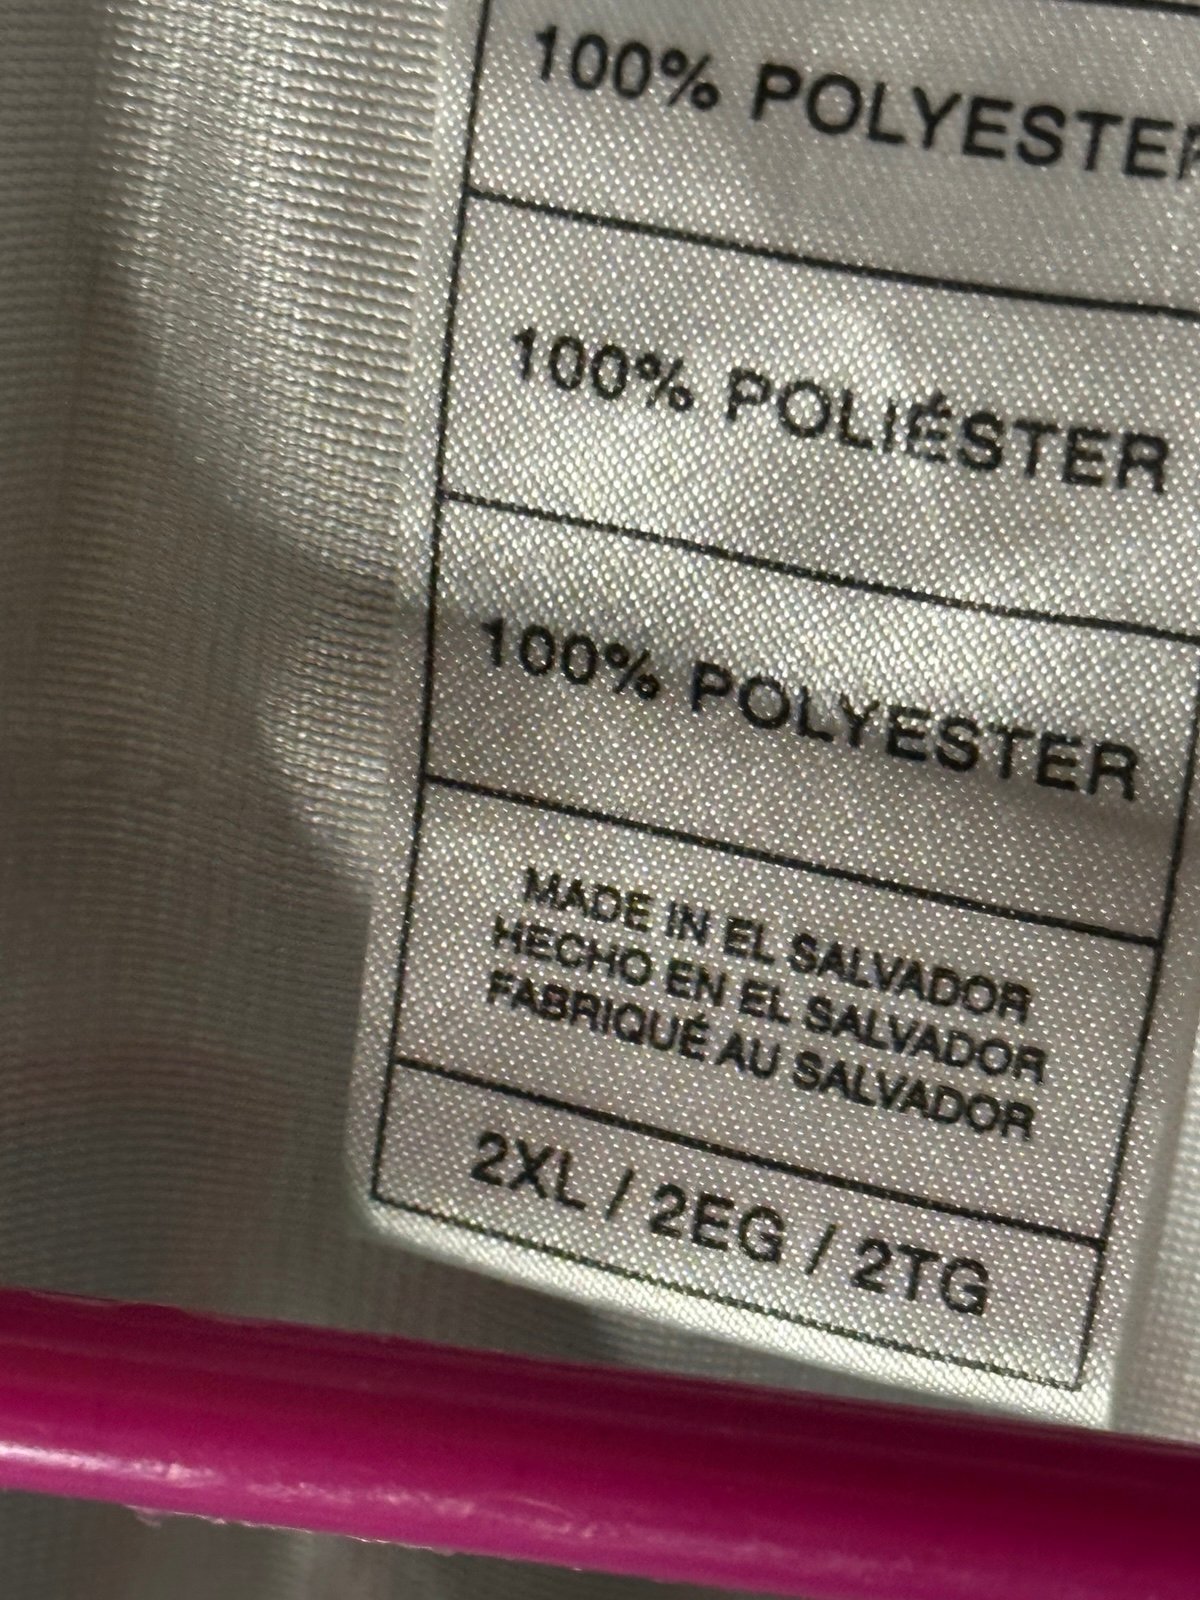 100% POLYESTER
100% POLIÉSTER
100% POLYESTER
MADE IN EL SALVADOR
HECHO EN EL SALVADOR
FABRIQUÉ AU SALVADOR
2XL / 2EG / 2TG